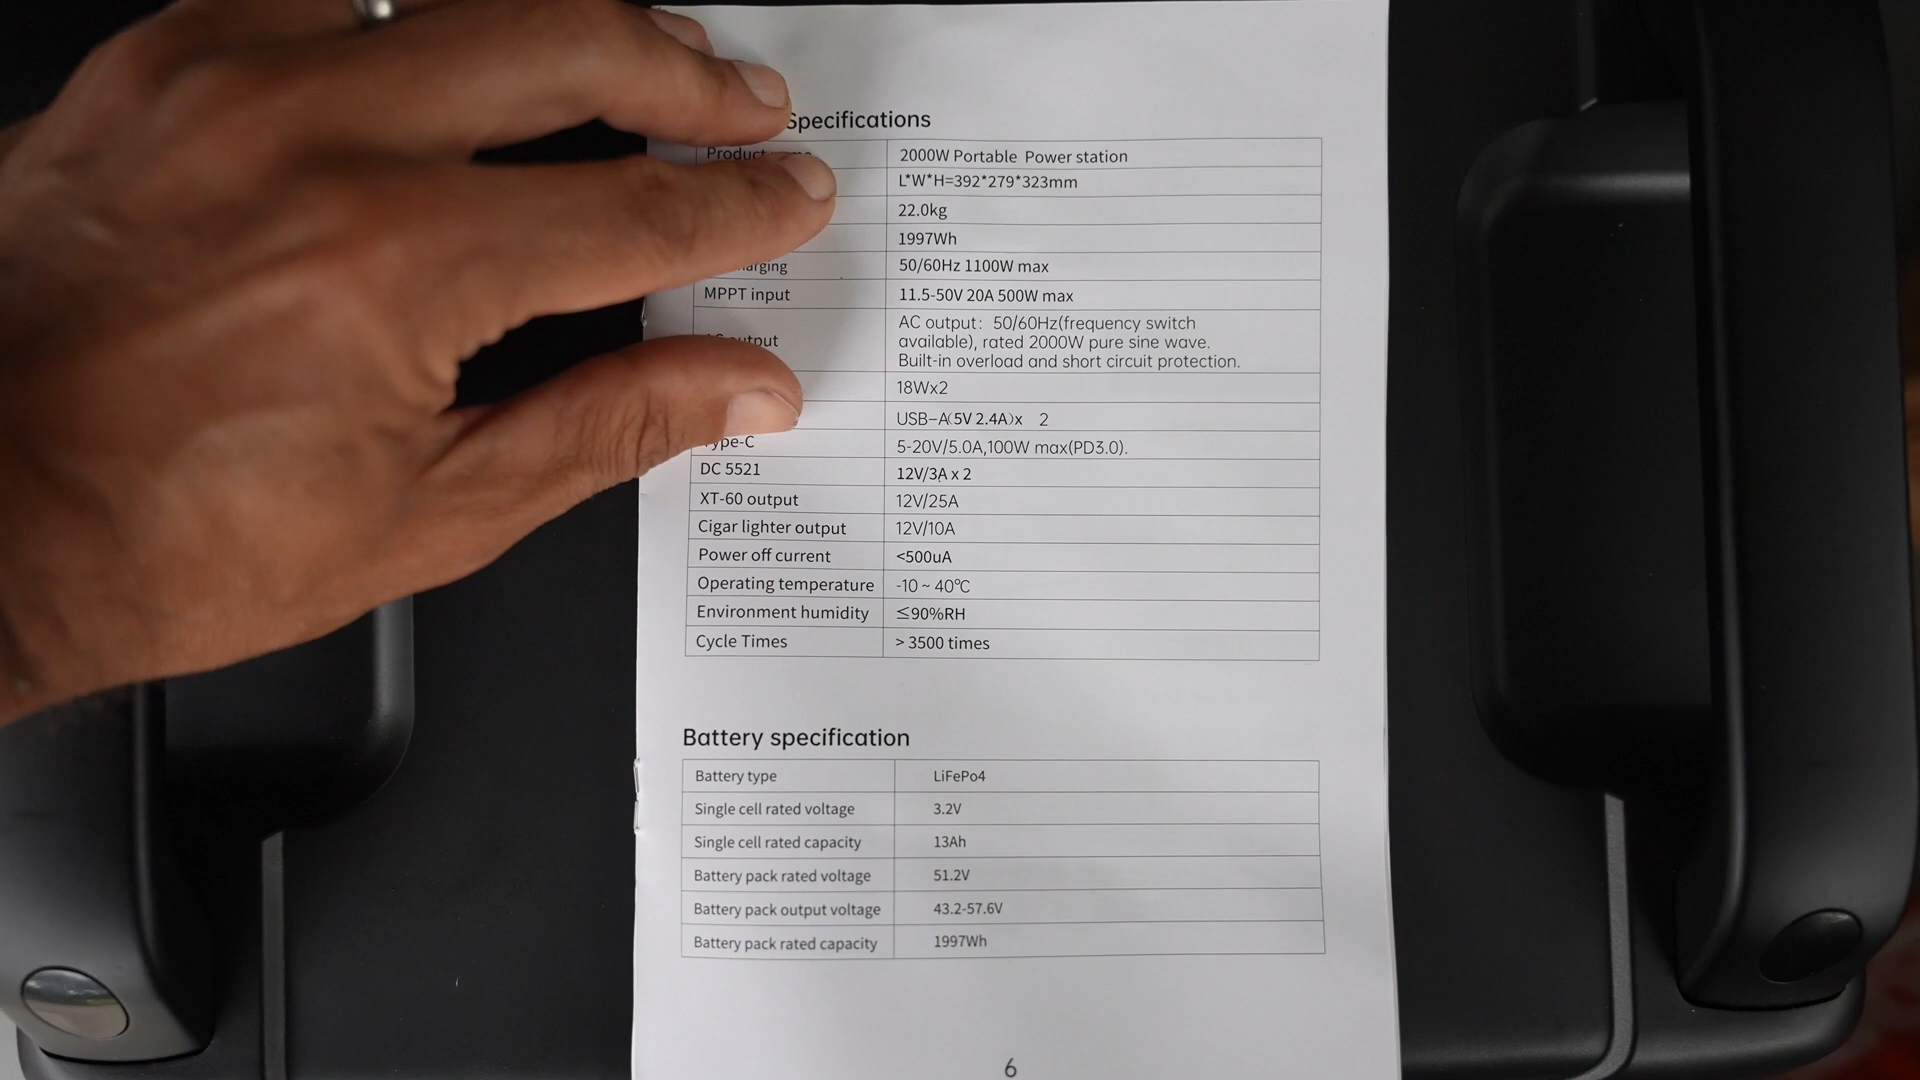 Specifications
2000W Portable Power station
L*W*H=392*279*323mm
22.0kg
1997Wh
50/60Hz 1100W max
MPPT input 11.5-50V 20A 500W max
AC output: 50/60Hz(frequency switch
available), rated 2000W pure sine wave.
Built-in overload and short circuit protection.
18Wx2
USB-A(5V 2.4A)x 2
Type-C 5-20V/5.0A,100W max(PD3.0).
DC 5521 12V/3A x 2
XT-60 output 12V/25A
Cigar lighter output 12V/10A
Power off current <500uA
Operating temperature -10 ~ 40℃
Environment humidity ≤90%RH
Cycle Times > 3500 times
Battery specification
Battery type LiFePo4
Single cell rated voltage 3.2V
Single cell rated capacity 13Ah
Battery pack rated voltage 51.2V
Battery pack output voltage 43.2-57.6V
Battery pack rated capacity 1997Wh
6